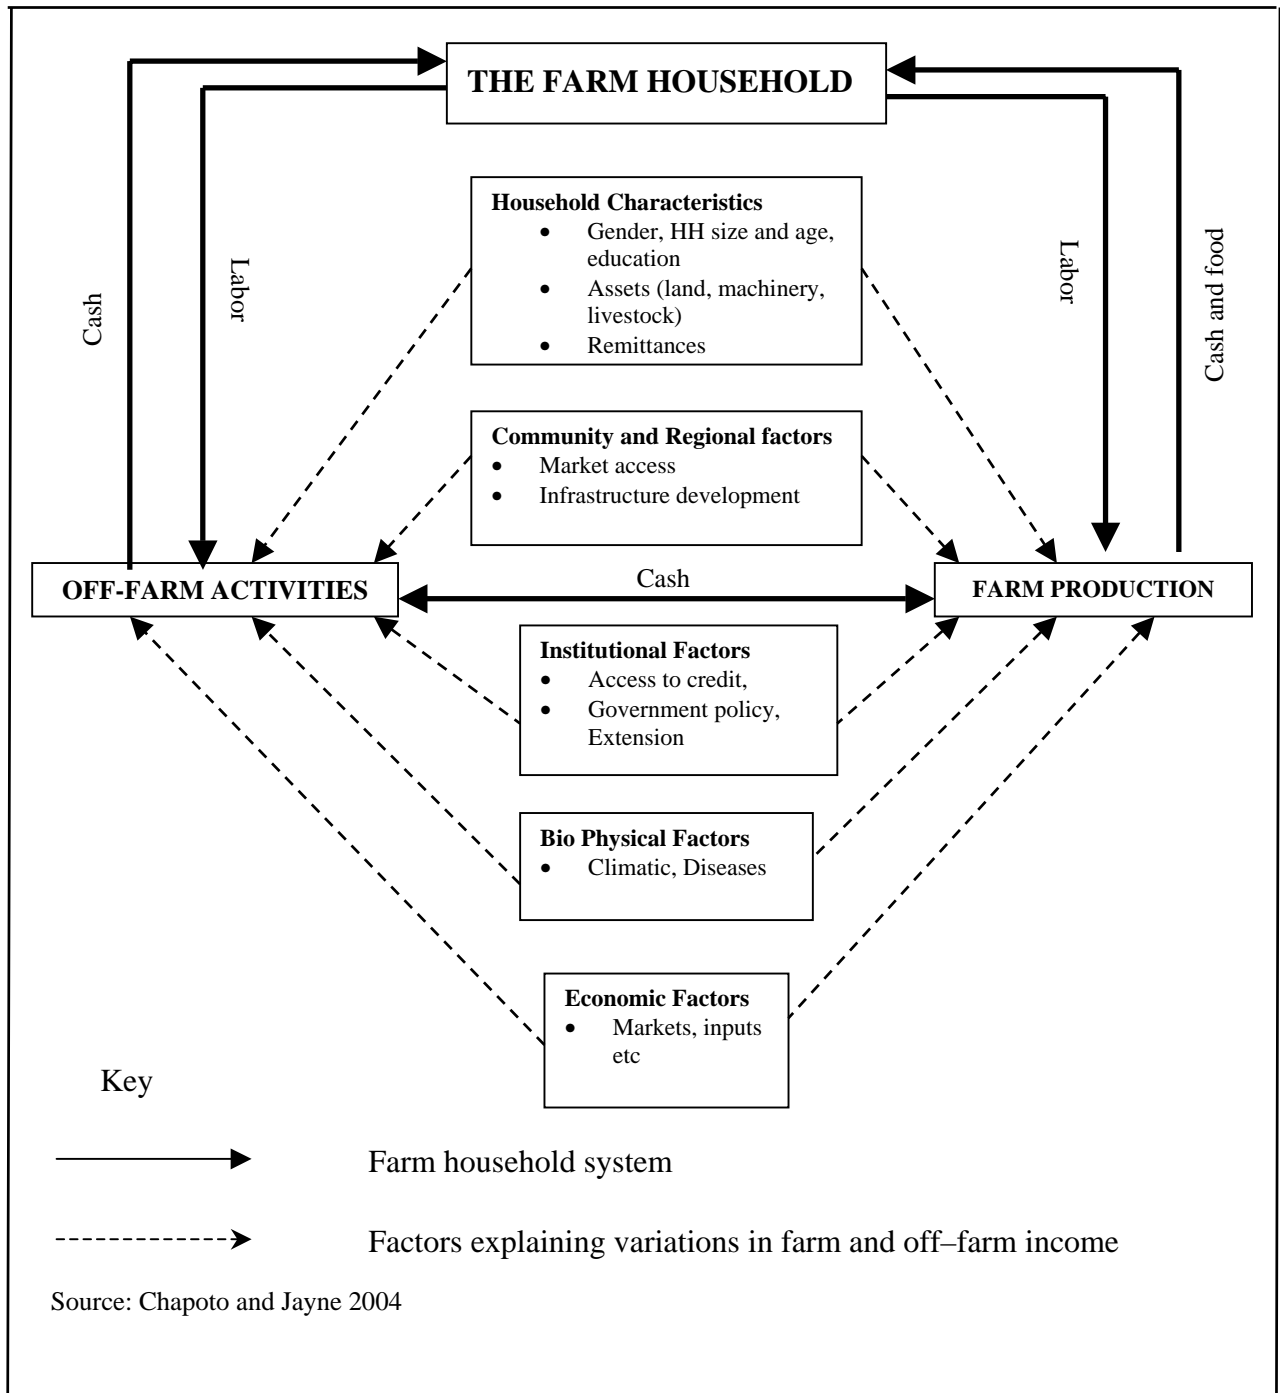 THE FARM HOUSEHOLD
Household Characteristics
• Gender, HH size and age,
education
• Assets (land, machinery,
livestock)
• Remittances
Cash
Labor
Labor
Cash and food
Community and Regional factors
• Market access
• Infrastructure development
OFF-FARM ACTIVITIES
Cash
FARM PRODUCTION
Institutional Factors
• Access to credit,
• Government policy,
Extension
Bio Physical Factors
• Climatic, Diseases
Economic Factors
• Markets, inputs
etc
Key
Farm household system
Factors explaining variations in farm and off–farm income
Source: Chapoto and Jayne 2004